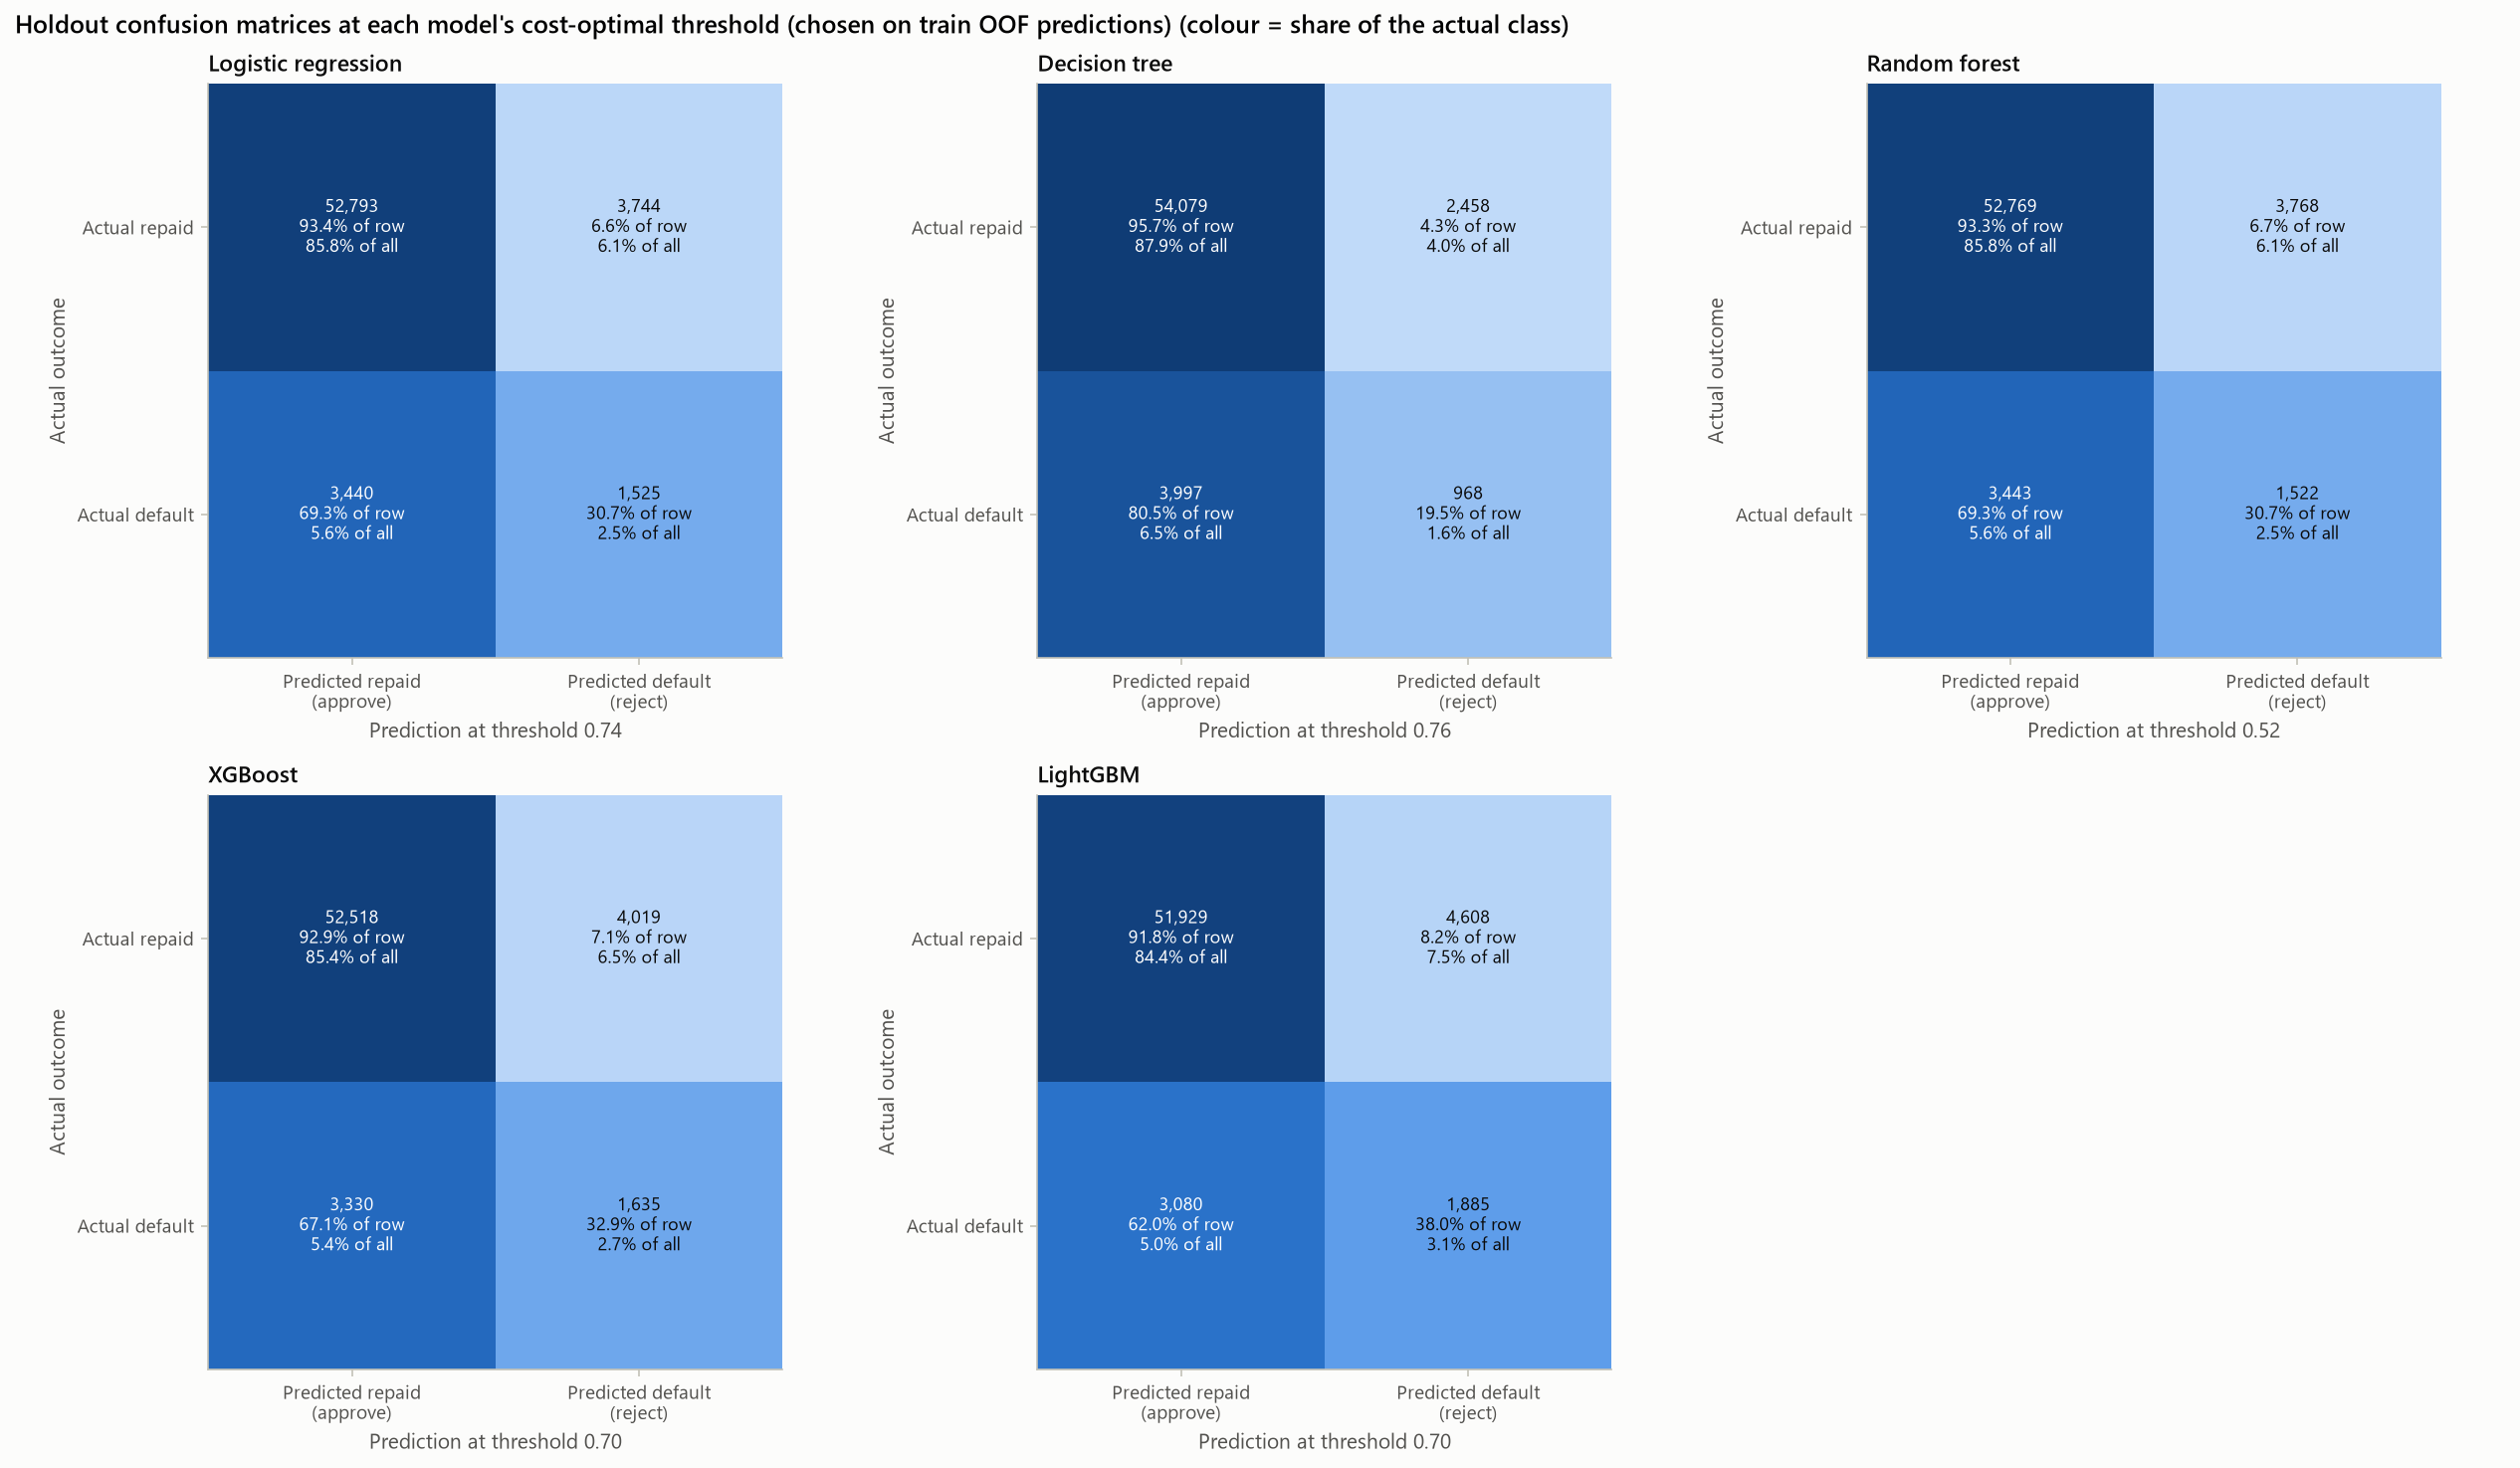 Holdout confusion matrices at each model's cost-optimal threshold (chosen on train OOF predictions) (colour = share of the actual class)
Logistic regression
Actual outcome
Actual repaid
52,793
93.4% of row
85.8% of all
3,744
6.6% of row
6.1% of all
Actual default
3,440
69.3% of row
5.6% of all
1,525
30.7% of row
2.5% of all
Predicted repaid
(approve)
Predicted default
(reject)
Prediction at threshold 0.74
Decision tree
Actual outcome
Actual repaid
54,079
95.7% of row
87.9% of all
2,458
4.3% of row
4.0% of all
Actual default
3,997
80.5% of row
6.5% of all
968
19.5% of row
1.6% of all
Predicted repaid
(approve)
Predicted default
(reject)
Prediction at threshold 0.76
Random forest
Actual outcome
Actual repaid
52,769
93.3% of row
85.8% of all
3,768
6.7% of row
6.1% of all
Actual default
3,443
69.3% of row
5.6% of all
1,522
30.7% of row
2.5% of all
Predicted repaid
(approve)
Predicted default
(reject)
Prediction at threshold 0.52
XGBoost
Actual outcome
Actual repaid
52,518
92.9% of row
85.4% of all
4,019
7.1% of row
6.5% of all
Actual default
3,330
67.1% of row
5.4% of all
1,635
32.9% of row
2.7% of all
Predicted repaid
(approve)
Predicted default
(reject)
Prediction at threshold 0.70
LightGBM
Actual outcome
Actual repaid
51,929
91.8% of row
84.4% of all
4,608
8.2% of row
7.5% of all
Actual default
3,080
62.0% of row
5.0% of all
1,885
38.0% of row
3.1% of all
Predicted repaid
(approve)
Predicted default
(reject)
Prediction at threshold 0.70